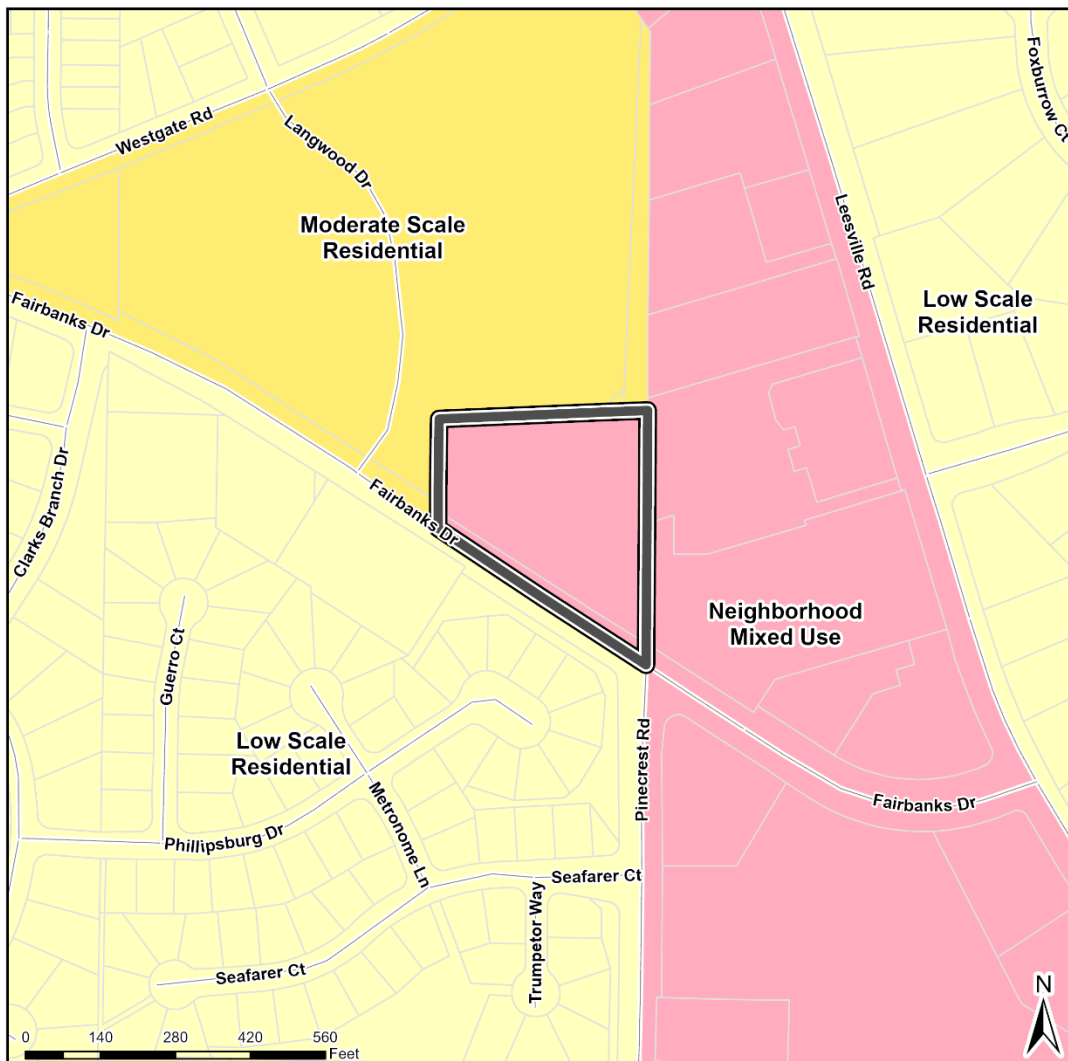 Foxburrow Ct
Westgate Rd
Langwood Dr
Moderate Scale
Residential
Leesville Rd
Low Scale
Residential
Fairbanks Dr
Clarks Branch Dr
Fairbanks Dr
Guerro Ct
Neighborhood
Mixed Use
Low Scale
Residential
Pinecrest Rd
Metronome Ln
Fairbanks Dr
Phillipsburg Dr
Seafarer Ct
Trumpetor Way
Seafarer Ct
N
0 140 280 420 560
Feet